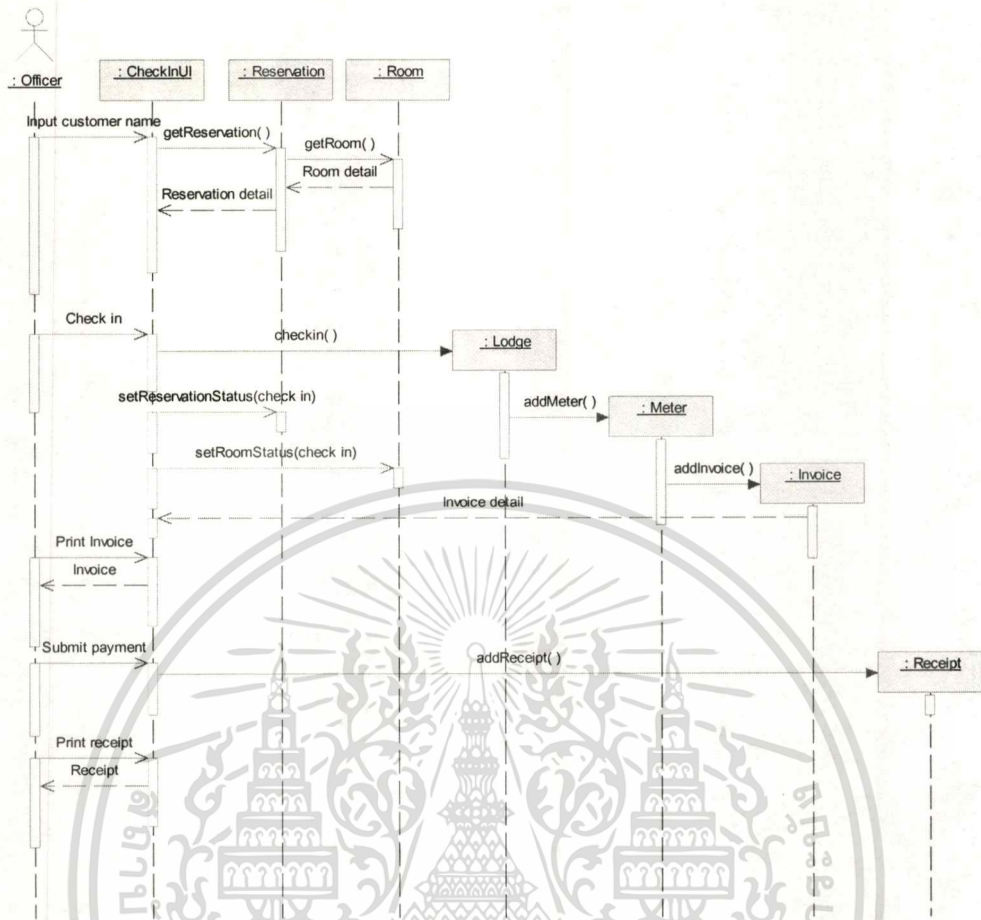 : Officer
: CheckInUI
: Reservation
: Room
Input customer name
getReservation( )
getRoom( )
Room detail
Reservation detail
Check in
checkin( )
: Lodge
setReservationStatus(check in)
addMeter( )
: Meter
setRoomStatus(check in)
addInvoice( )
: Invoice
Invoice detail
Print Invoice
Invoice
Submit payment
addReceipt( )
: Receipt
Print receipt
Receipt